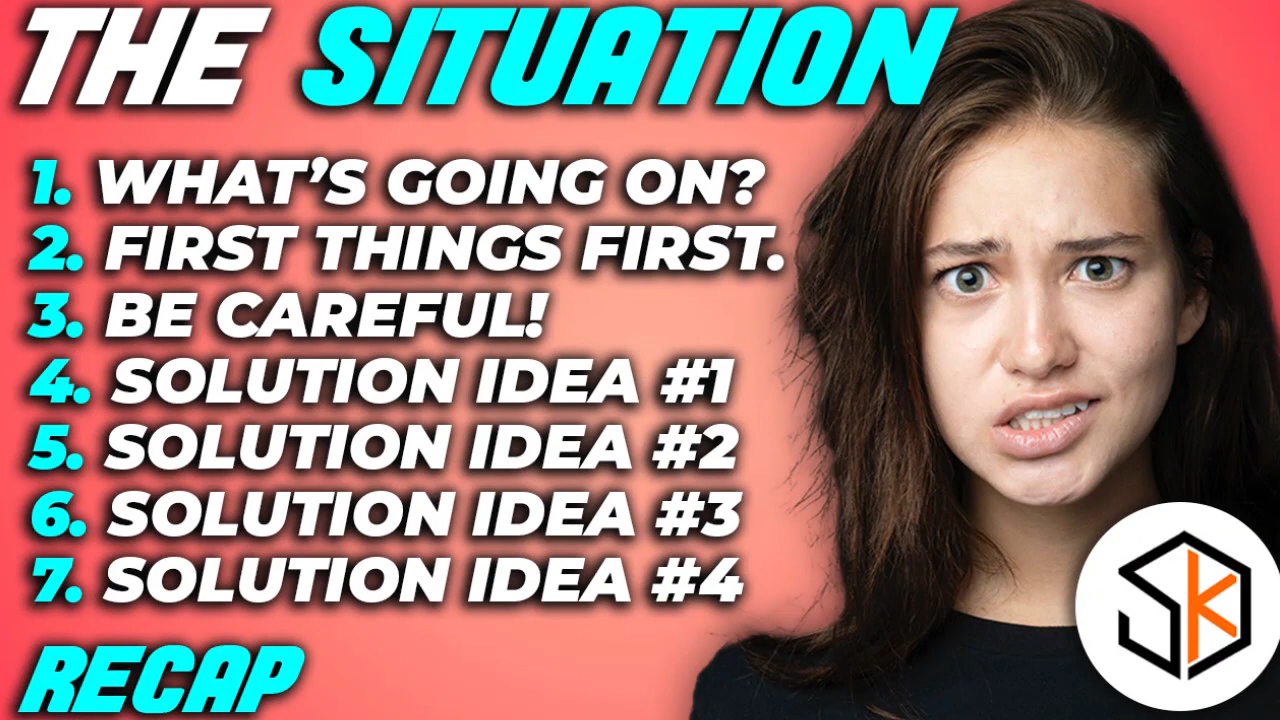 THE SITUATION
1. WHAT'S GOING ON?
2. FIRST THINGS FIRST.
3. BE CAREFUL!
4. SOLUTION IDEA #1
5. SOLUTION IDEA #2
6. SOLUTION IDEA #3
7. SOLUTION IDEA #4
RECAP
SK